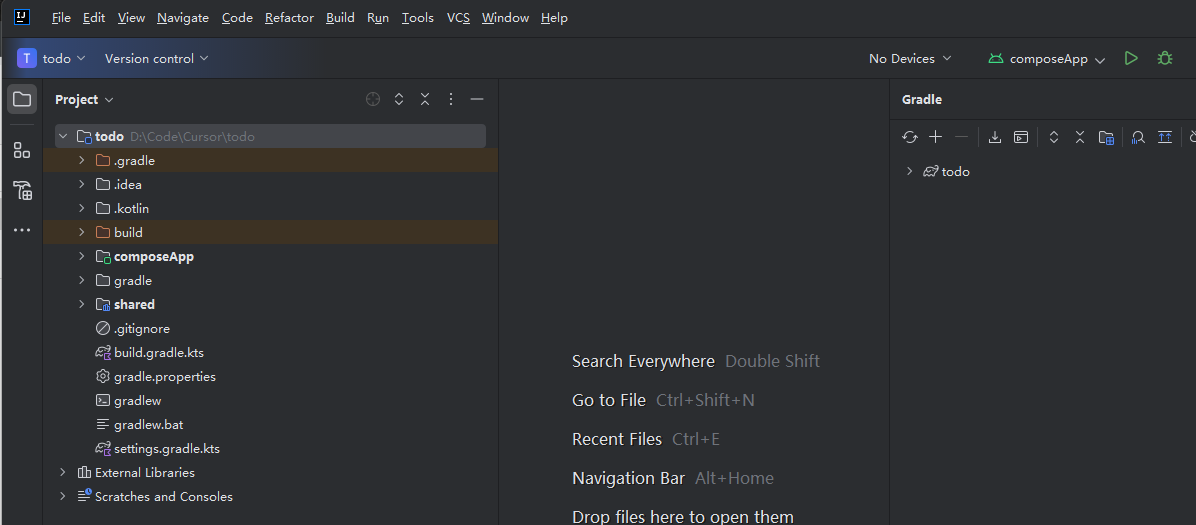 IJ File Edit View Navigate Code Refactor Build Run Tools VCS Window Help
T todo Version control No Devices composeApp
Project Gradle
todo D:\Code\Cursor\todo
.gradle
.idea
.kotlin
build
composeApp
gradle
shared
.gitignore
build.gradle.kts
gradle.properties
gradlew
gradlew.bat
settings.gradle.kts
External Libraries
Scratches and Consoles
Search Everywhere Double Shift
Go to File Ctrl+Shift+N
Recent Files Ctrl+E
Navigation Bar Alt+Home
Drop files here to open them
todo